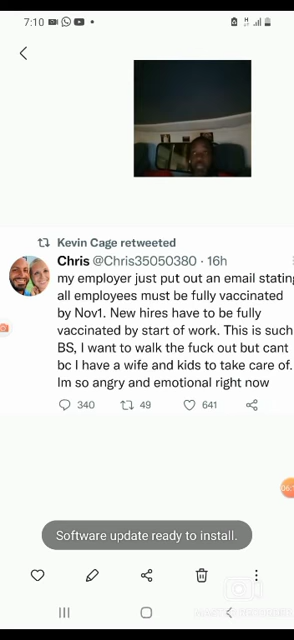 7:10
Kevin Cage retweeted
Chris @Chris35050380 · 16h
my employer just put out an email stating
all employees must be fully vaccinated
by Nov1. New hires have to be fully
vaccinated by start of work. This is such
BS, I want to walk the fuck out but cant
bc I have a wife and kids to take care of.
Im so angry and emotional right now
340 49 641
Software update ready to install.